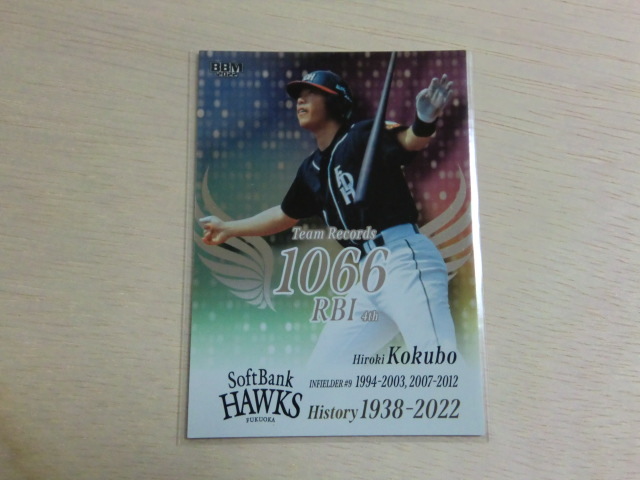 BBM
2022
Team Records
1066
RBI 4th
Hiroki Kokubo
INFIELDER #9 1994-2003, 2007-2012
SoftBank
HAWKS
FUKUOKA
History 1938-2022